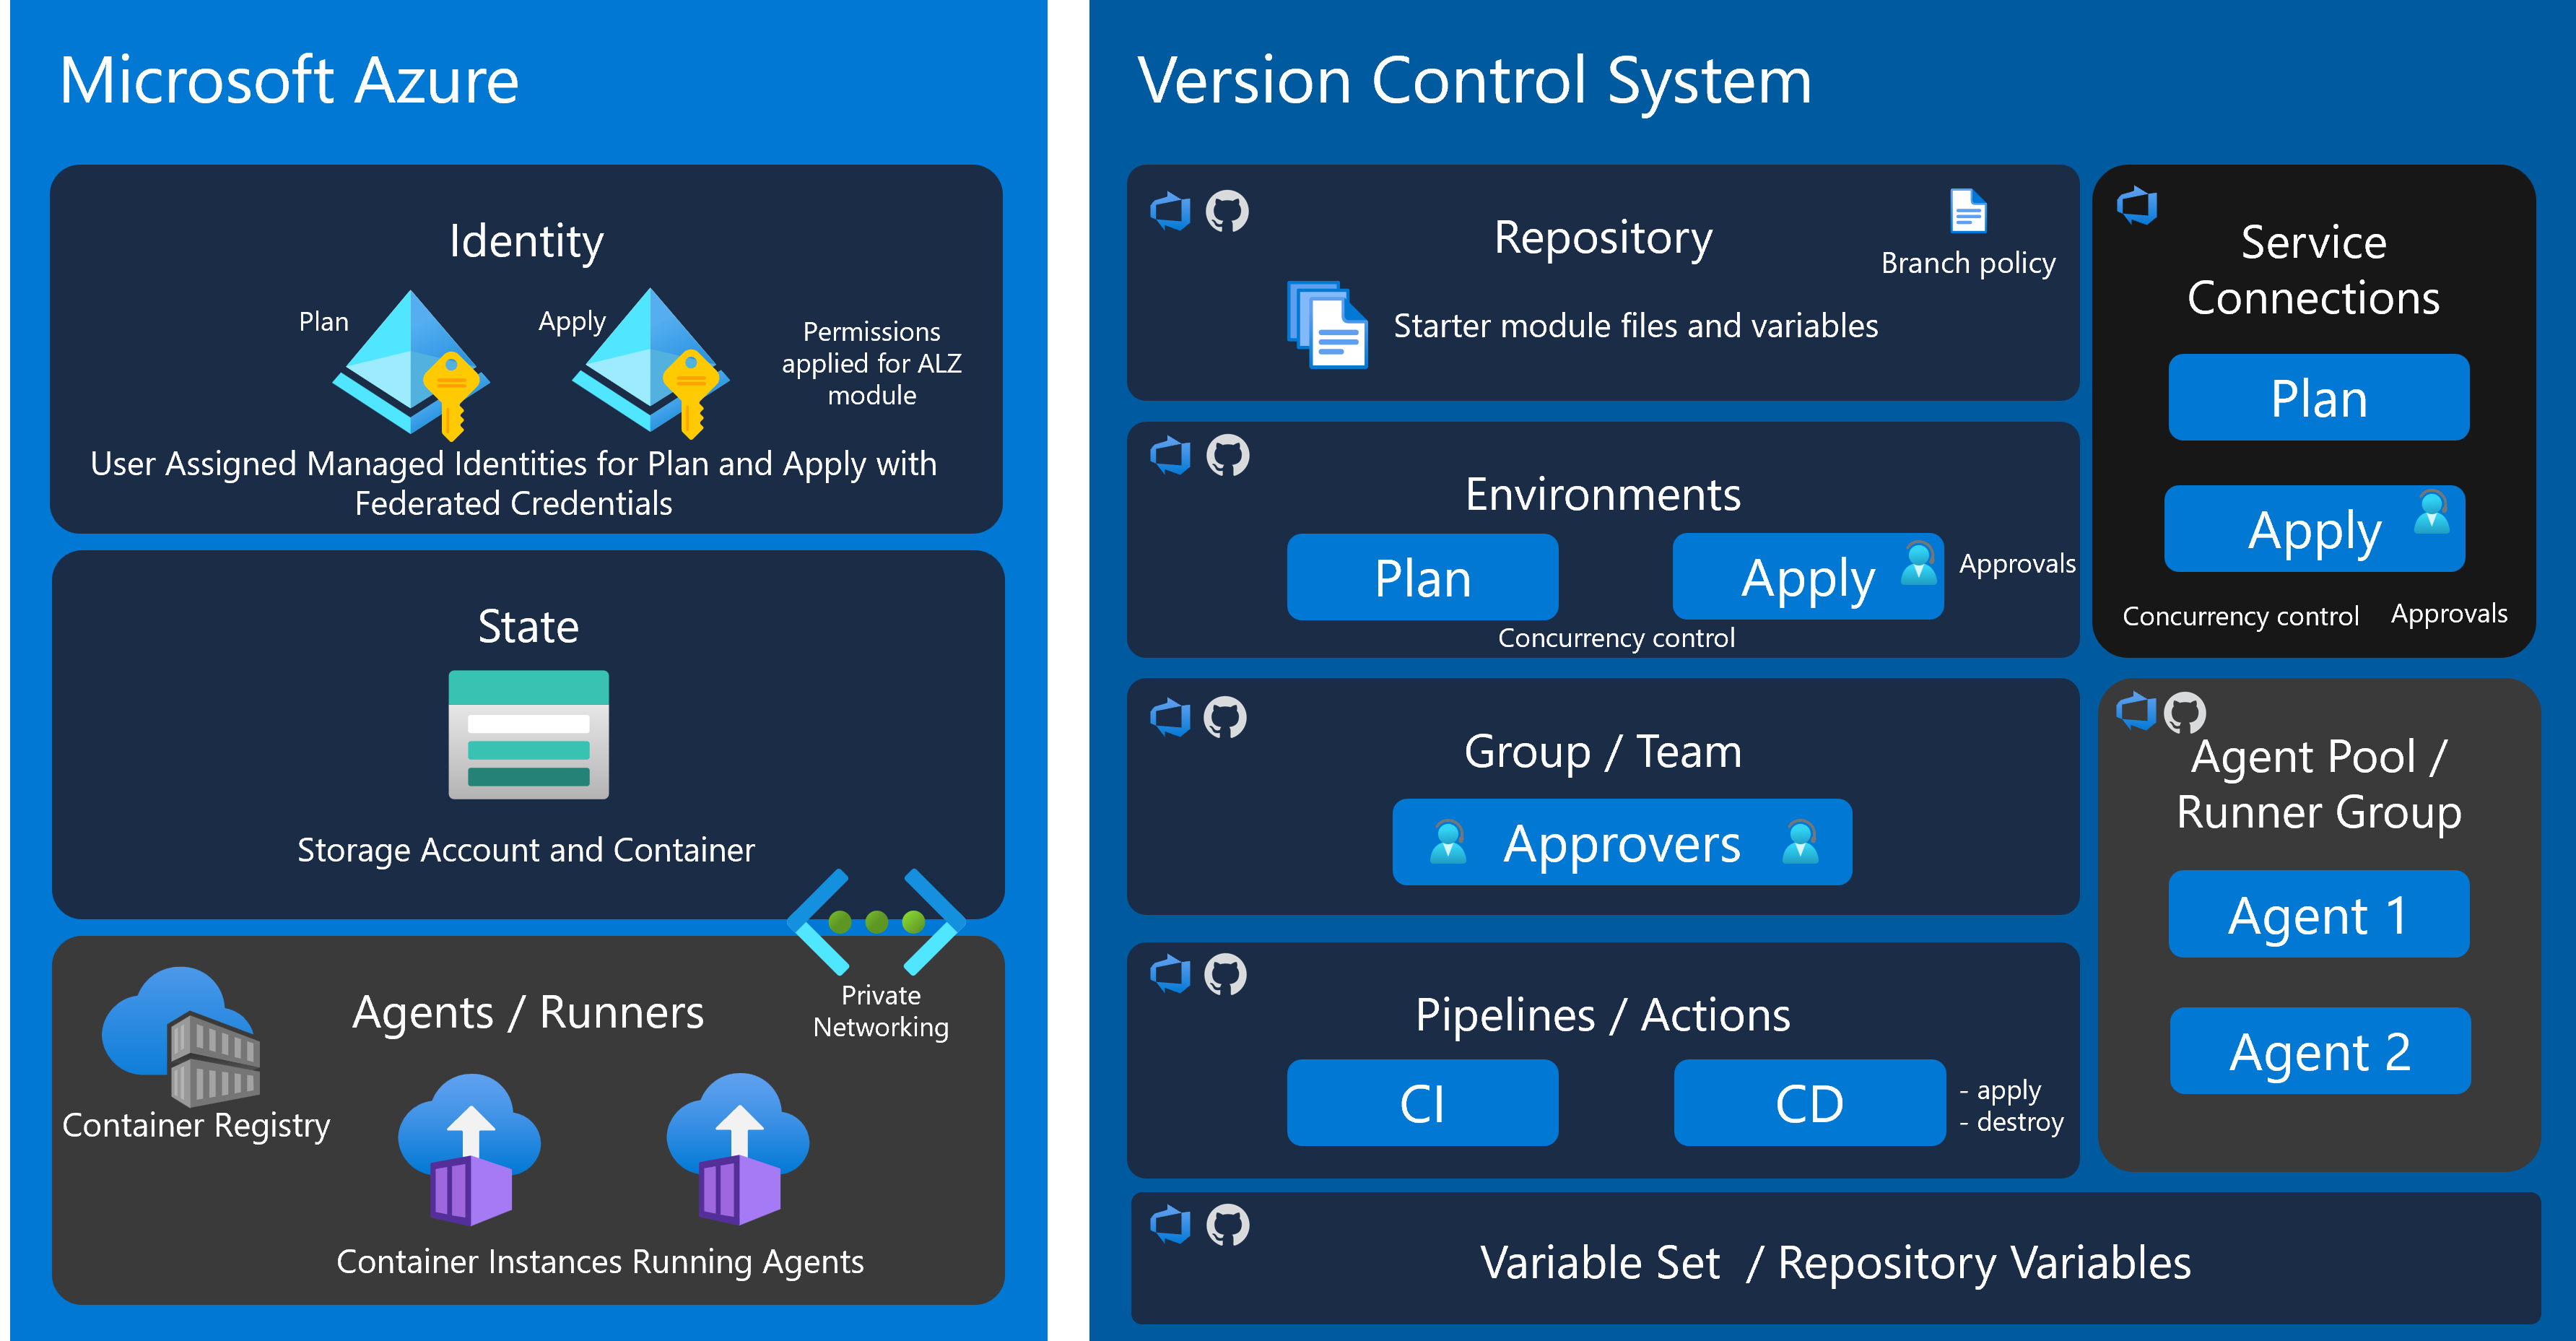 Microsoft Azure
Identity
Plan
Apply
Permissions
applied for ALZ
module
User Assigned Managed Identities for Plan and Apply with
Federated Credentials
State
Storage Account and Container
Private
Networking
Agents / Runners
Container Registry
Container Instances Running Agents
Version Control System
Repository
Branch policy
Starter module files and variables
Environments
Plan
Apply
Approvals
Concurrency control
Group / Team
Approvers
Pipelines / Actions
CI
CD
- apply
- destroy
Service
Connections
Plan
Apply
Concurrency control
Approvals
Agent Pool /
Runner Group
Agent 1
Agent 2
Variable Set / Repository Variables